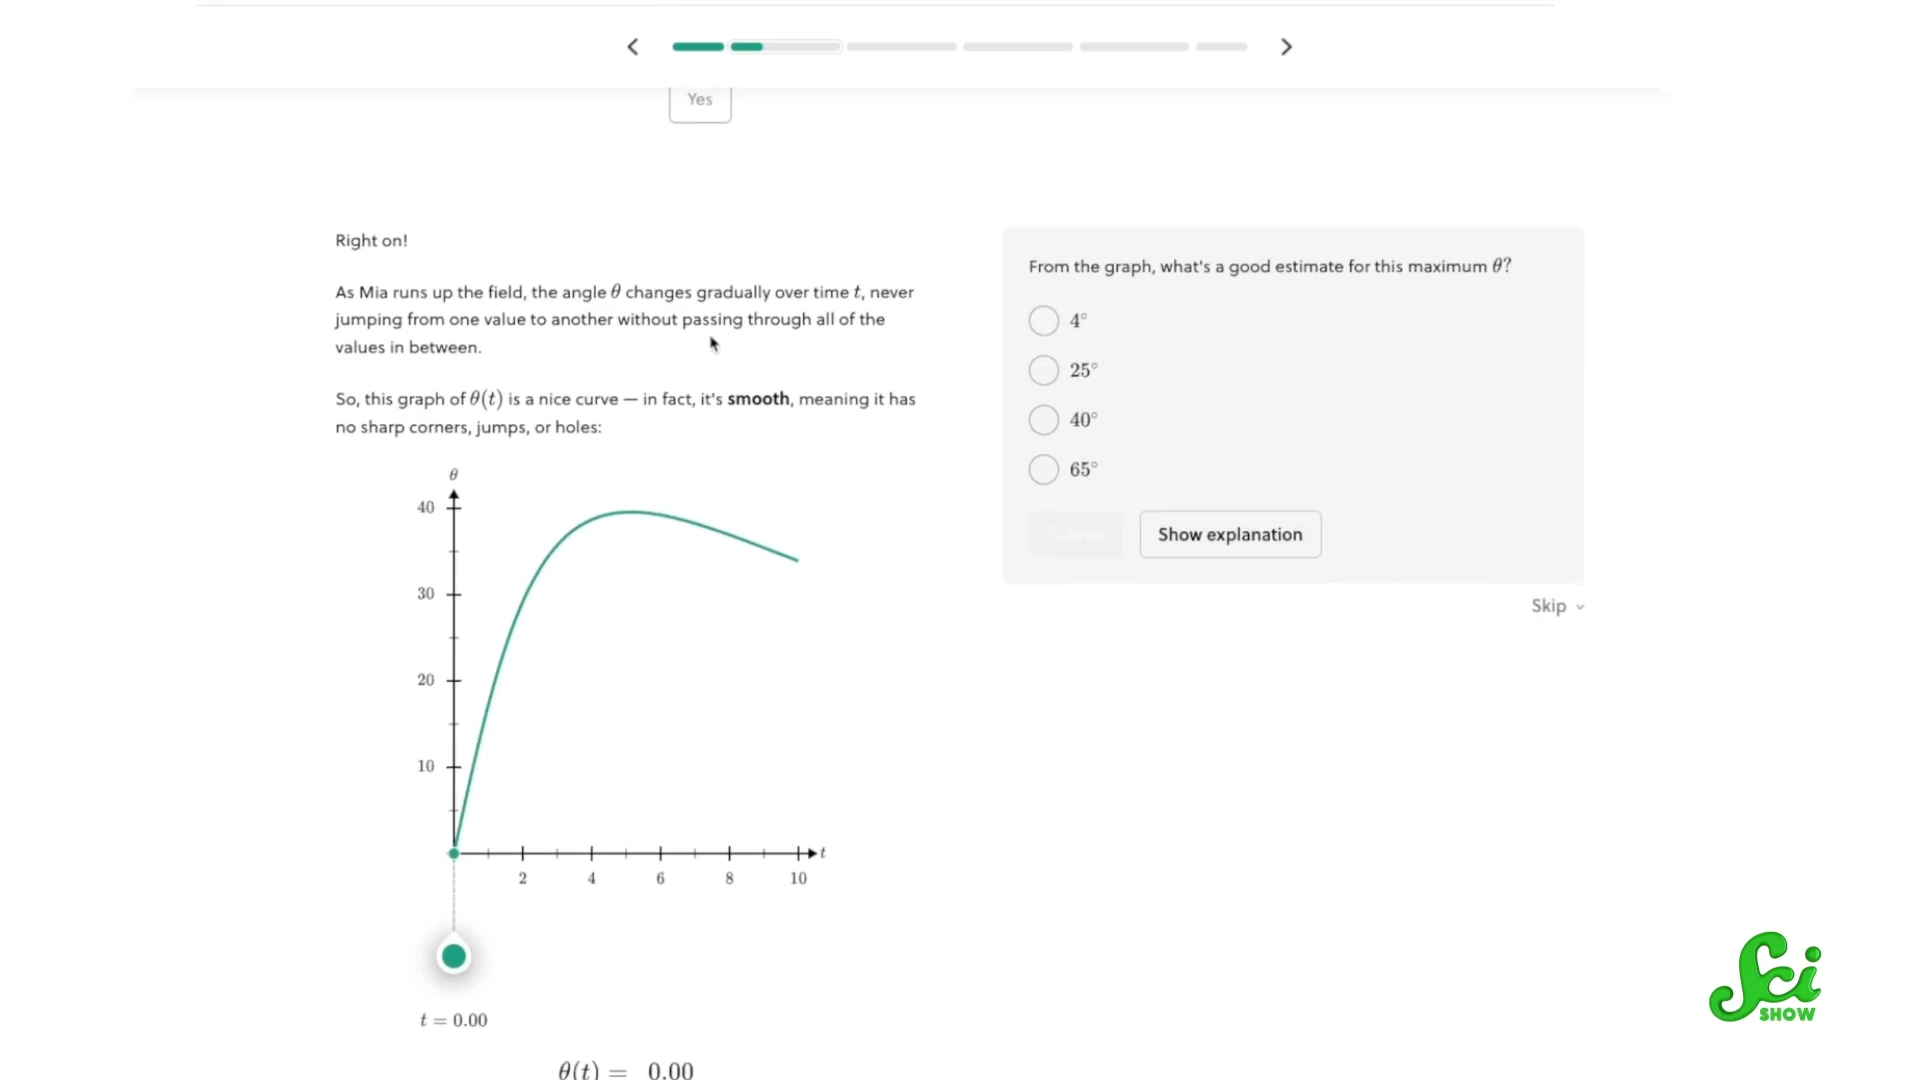 Yes
Right on!
As Mia runs up the field, the angle θ changes gradually over time t, never
jumping from one value to another without passing through all of the
values in between.
So, this graph of θ(t) is a nice curve — in fact, it's smooth, meaning it has
no sharp corners, jumps, or holes:
θ
40
30
20
10
t
2 4 6 8 10
t = 0.00
θ(t) = 0.00
From the graph, what's a good estimate for this maximum θ?
4°
25°
40°
65°
Submit
Show explanation
Skip
Sci
SHOW